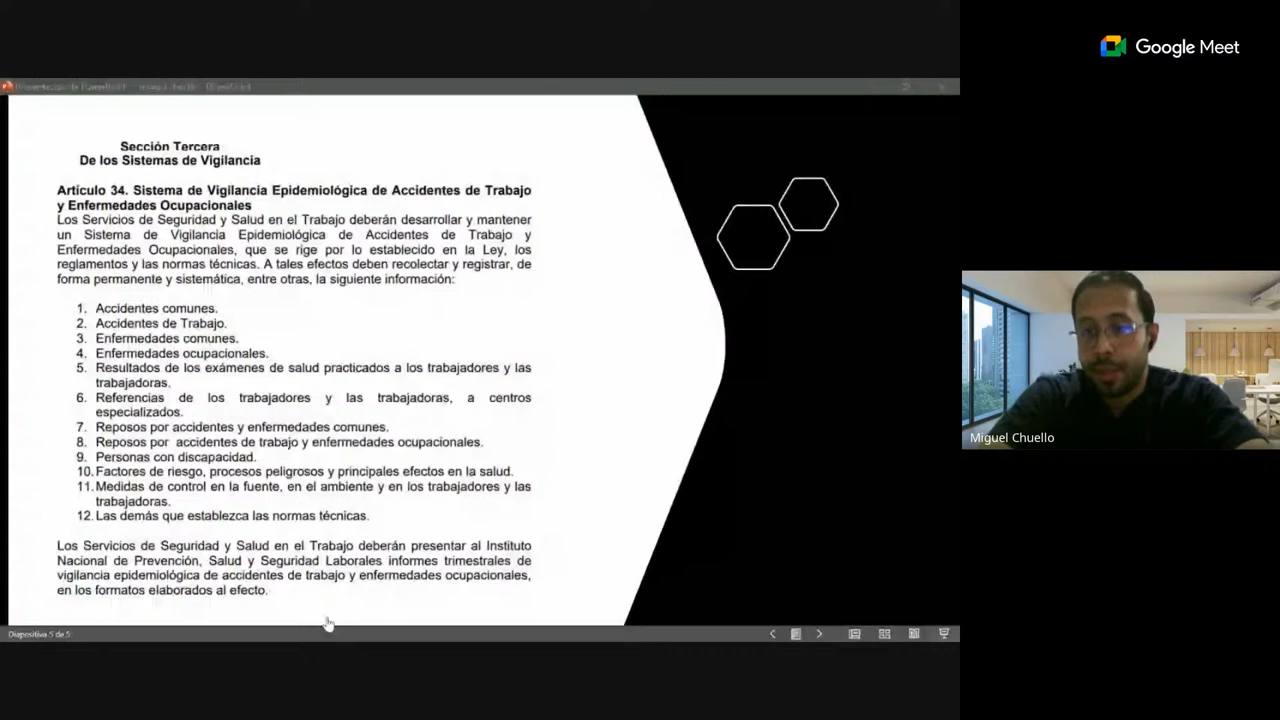 Google Meet
Sección Tercera
De los Sistemas de Vigilancia
Artículo 34. Sistema de Vigilancia Epidemiológica de Accidentes de Trabajo
y Enfermedades Ocupacionales
Los Servicios de Seguridad y Salud en el Trabajo deberán desarrollar y mantener
un Sistema de Vigilancia Epidemiológica de Accidentes de Trabajo y
Enfermedades Ocupacionales, que se rige por lo establecido en la Ley, los
reglamentos y las normas técnicas. A tales efectos deben recolectar y registrar, de
forma permanente y sistemática, entre otras, la siguiente información:
1. Accidentes comunes.
2. Accidentes de Trabajo.
3. Enfermedades comunes.
4. Enfermedades ocupacionales.
5. Resultados de los exámenes de salud practicados a los trabajadores y las
trabajadoras.
6. Referencias de los trabajadores y las trabajadoras, a centros
especializados.
7. Reposos por accidentes y enfermedades comunes.
8. Reposos por accidentes de trabajo y enfermedades ocupacionales.
9. Personas con discapacidad.
10. Factores de riesgo, procesos peligrosos y principales efectos en la salud.
11. Medidas de control en la fuente, en el ambiente y en los trabajadores y las
trabajadoras.
12. Las demás que establezca las normas técnicas.
Los Servicios de Seguridad y Salud en el Trabajo deberán presentar al Instituto
Nacional de Prevención, Salud y Seguridad Laborales informes trimestrales de
vigilancia epidemiológica de accidentes de trabajo y enfermedades ocupacionales,
en los formatos elaborados al efecto.
Diapositiva 5 de 5
Miguel Chuello